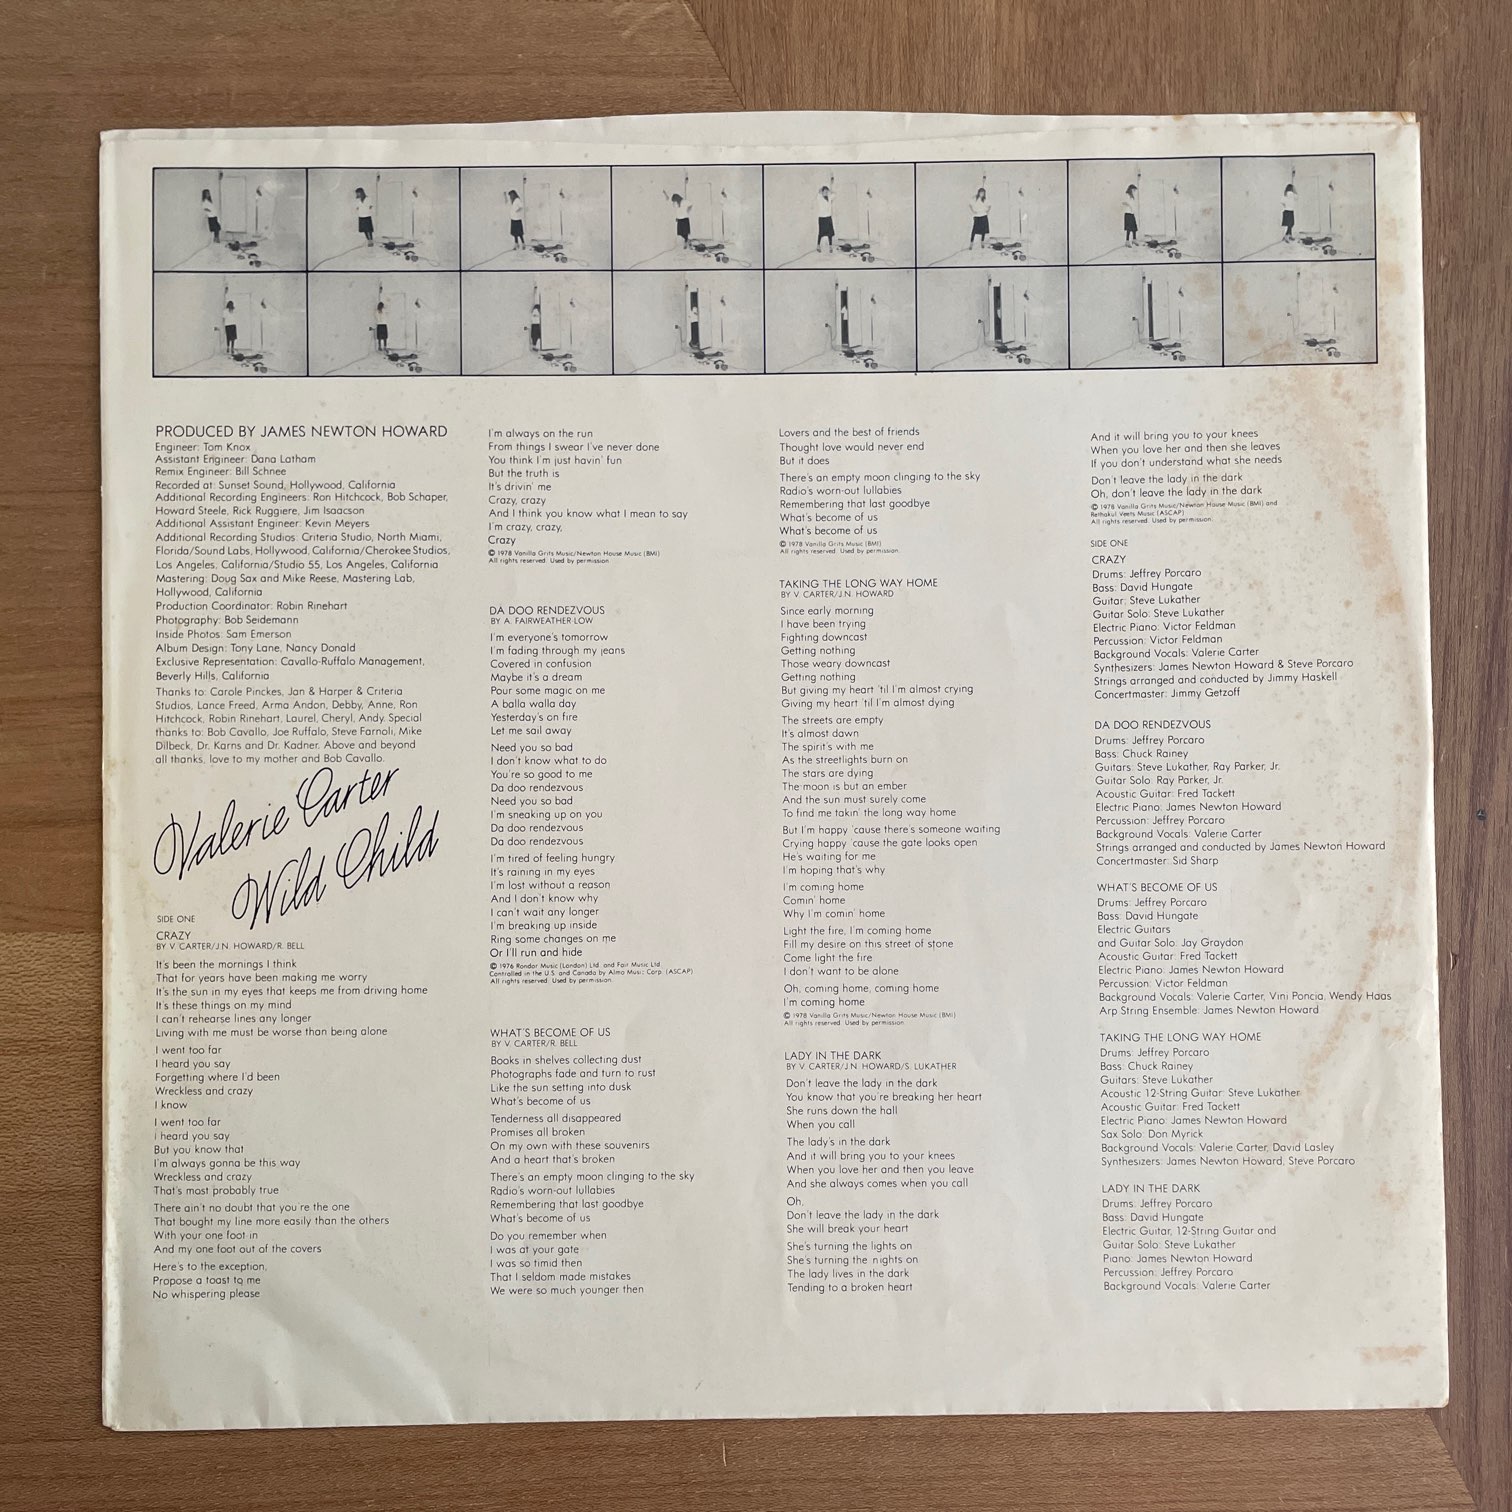 PRODUCED BY JAMES NEWTON HOWARD
Engineer: Tom Knox
Assistant Engineer: Dana Latham
Remix Engineer: Bill Schnee
Recorded at: Sunset Sound, Hollywood, California
Additional Recording Engineers: Ron Hitchcock, Bob Schaper,
Howard Steele, Rick Ruggiere, Jim Isaacson
Additional Assistant Engineer: Kevin Meyers
Additional Recording Studios: Criteria Studio, North Miami,
Florida/Sound Labs, Hollywood, California/Cherokee Studios,
Los Angeles, California/Studio 55, Los Angeles, California
Mastering: Doug Sax and Mike Reese, Mastering Lab,
Hollywood, California
Production Coordinator: Robin Rinehart
Photography: Bob Seidemann
Inside Photos: Sam Emerson
Album Design: Tony Lane, Nancy Donald
Exclusive Representation: Cavallo-Ruffalo Management,
Beverly Hills, California
Thanks to: Carole Pinckes, Jan & Harper & Criteria
Studios, Lance Freed, Arma Andon, Debby, Anne, Ron
Hitchcock, Robin Rinehart, Laurel, Cheryl, Andy. Special
thanks to: Bob Cavallo, Joe Ruffalo, Steve Farnoli, Mike
Dilbeck, Dr. Karns and Dr. Kadner. Above and beyond
all thanks, love to my mother and Bob Cavallo.
Valerie Carter
Wild Child
SIDE ONE
CRAZY
BY V. CARTER/J.N. HOWARD/R. BELL
It's been the mornings I think
That for years have been making me worry
It's the sun in my eyes that keeps me from driving home
It's these things on my mind
I can't rehearse lines any longer
Living with me must be worse than being alone
I went too far
I heard you say
Forgetting where I'd been
Wreckless and crazy
I know
I went too far
I heard you say
But you know that
I'm always gonna be this way
Wreckless and crazy
That's most probably true
There ain't no doubt that you're the one
That bought my line more easily than the others
With your one foot in
And my one foot out of the covers
Here's to the exception,
Propose a toast to me
No whispering please
I'm always on the run
From things I swear I've never done
You think I'm just havin' fun
But the truth is
It's drivin' me
Crazy, crazy
And I think you know what I mean to say
I'm crazy, crazy,
Crazy
© 1978 Vanilla Grits Music/Newton House Music (BMI)
All rights reserved. Used by permission.
DA DOO RENDEZVOUS
BY A. FAIRWEATHER-LOW
I'm everyone's tomorrow
I'm fading through my jeans
Covered in confusion
Maybe it's a dream
Pour some magic on me
A balla walla day
Yesterday's on fire
Let me sail away
Need you so bad
I don't know what to do
You're so good to me
Da doo rendezvous
Need you so bad
I'm sneaking up on you
Da doo rendezvous
Da doo rendezvous
I'm tired of feeling hungry
It's raining in my eyes
I'm lost without a reason
And I don't know why
I can't wait any longer
I'm breaking up inside
Ring some changes on me
Or I'll run and hide
© 1976 Rondor Music (London) Ltd. and Fair Music Ltd.
Controlled in the U.S. and Canada by Almo Music Corp. (ASCAP)
All rights reserved. Used by permission.
WHAT'S BECOME OF US
BY V. CARTER/R. BELL
Books in shelves collecting dust
Photographs fade and turn to rust
Like the sun setting into dusk
What's become of us
Tenderness all disappeared
Promises all broken
On my own with these souvenirs
And a heart that's broken
There's an empty moon clinging to the sky
Radio's worn-out lullabies
Remembering that last goodbye
What's become of us
Do you remember when
I was at your gate
I was so timid then
That I seldom made mistakes
We were so much younger then
Lovers and the best of friends
Thought love would never end
But it does
There's an empty moon clinging to the sky
Radio's worn-out lullabies
Remembering that last goodbye
What's become of us
What's become of us
© 1978 Vanilla Grits Music (BMI)
All rights reserved. Used by permission.
TAKING THE LONG WAY HOME
BY V. CARTER/J.N. HOWARD
Since early morning
I have been trying
Fighting downcast
Getting nothing
Those weary downcast
Getting nothing
But giving my heart 'til I'm almost crying
Giving my heart 'til I'm almost dying
The streets are empty
It's almost dawn
The spirit's with me
As the streetlights burn on
The stars are dying
The moon is but an ember
And the sun must surely come
To find me takin' the long way home
But I'm happy 'cause there's someone waiting
Crying happy 'cause the gate looks open
He's waiting for me
I'm hoping that's why
I'm coming home
Comin' home
Why I'm comin' home
Light the fire, I'm coming home
Fill my desire on this street of stone
Come light the fire
I don't want to be alone
Oh, coming home, coming home
I'm coming home
© 1978 Vanilla Grits Music/Newton House Music (BMI)
All rights reserved. Used by permission.
LADY IN THE DARK
BY V. CARTER/J.N. HOWARD/S. LUKATHER
Don't leave the lady in the dark
You know that you're breaking her heart
She runs down the hall
When you call
The lady's in the dark
And it will bring you to your knees
When you love her and then you leave
And she always comes when you call
Oh,
Don't leave the lady in the dark
She will break your heart
She's turning the lights on
She's turning the nights on
The lady lives in the dark
Tending to a broken heart
And it will bring you to your knees
When you love her and then she leaves
If you don't understand what she needs
Don't leave the lady in the dark
Oh, don't leave the lady in the dark
© 1978 Vanilla Grits Music/Newton House Music (BMI) and
Rehtakul Veets Music (ASCAP)
All rights reserved. Used by permission.
SIDE ONE
CRAZY
Drums: Jeffrey Porcaro
Bass: David Hungate
Guitar: Steve Lukather
Guitar Solo: Steve Lukather
Electric Piano: Victor Feldman
Percussion: Victor Feldman
Background Vocals: Valerie Carter
Synthesizers: James Newton Howard & Steve Porcaro
Strings arranged and conducted by Jimmy Haskell
Concertmaster: Jimmy Getzoff
DA DOO RENDEZVOUS
Drums: Jeffrey Porcaro
Bass: Chuck Rainey
Guitars: Steve Lukather, Ray Parker, Jr.
Guitar Solo: Ray Parker, Jr.
Acoustic Guitar: Fred Tackett
Electric Piano: James Newton Howard
Percussion: Jeffrey Porcaro
Background Vocals: Valerie Carter
Strings arranged and conducted by James Newton Howard
Concertmaster: Sid Sharp
WHAT'S BECOME OF US
Drums: Jeffrey Porcaro
Bass: David Hungate
Electric Guitars
and Guitar Solo: Jay Graydon
Acoustic Guitar: Fred Tackett
Electric Piano: James Newton Howard
Percussion: Victor Feldman
Background Vocals: Valerie Carter, Vini Poncia, Wendy Haas
Arp String Ensemble: James Newton Howard
TAKING THE LONG WAY HOME
Drums: Jeffrey Porcaro
Bass: Chuck Rainey
Guitars: Steve Lukather
Acoustic 12-String Guitar: Steve Lukather
Acoustic Guitar: Fred Tackett
Electric Piano: James Newton Howard
Sax Solo: Don Myrick
Background Vocals: Valerie Carter, David Lasley
Synthesizers: James Newton Howard, Steve Porcaro
LADY IN THE DARK
Drums: Jeffrey Porcaro
Bass: David Hungate
Electric Guitar, 12-String Guitar and
Guitar Solo: Steve Lukather
Piano: James Newton Howard
Percussion: Jeffrey Porcaro
Background Vocals: Valerie Carter